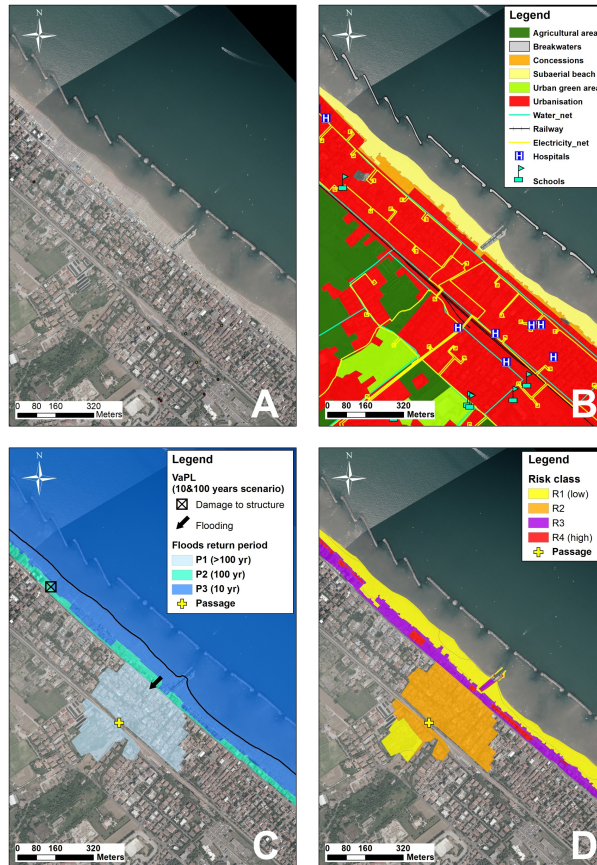 N
0 80 160 320
Meters
A
N
Legend
Agricultural area
Breakwaters
Concessions
Subaerial beach
Urban green area
Urbanisation
Water_net
Railway
Electricity_net
H Hospitals
Schools
H
H
H
H H
H
H
0 80 160 320
Meters
B
N
Legend
VaPL
(10&100 years scenario)
Damage to structure
Flooding
Floods return period
P1 (>100 yr)
P2 (100 yr)
P3 (10 yr)
Passage
0 80 160 320
Meters
C
N
Legend
Risk class
R1 (low)
R2
R3
R4 (high)
Passage
0 80 160 320
Meters
D